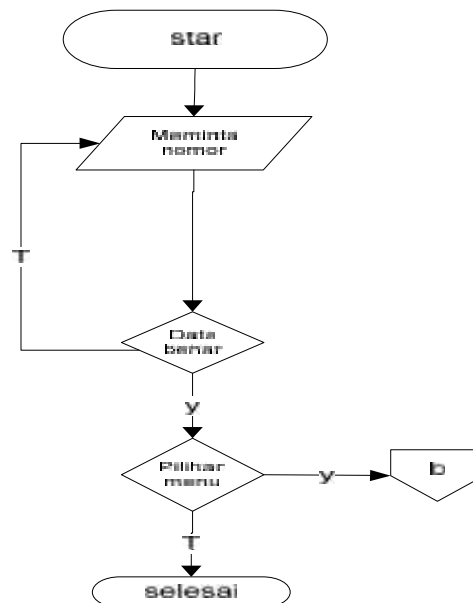 star
Meminta
nomor
T
Data
benar
y
Pilihar
menu
y
b
T
selesai